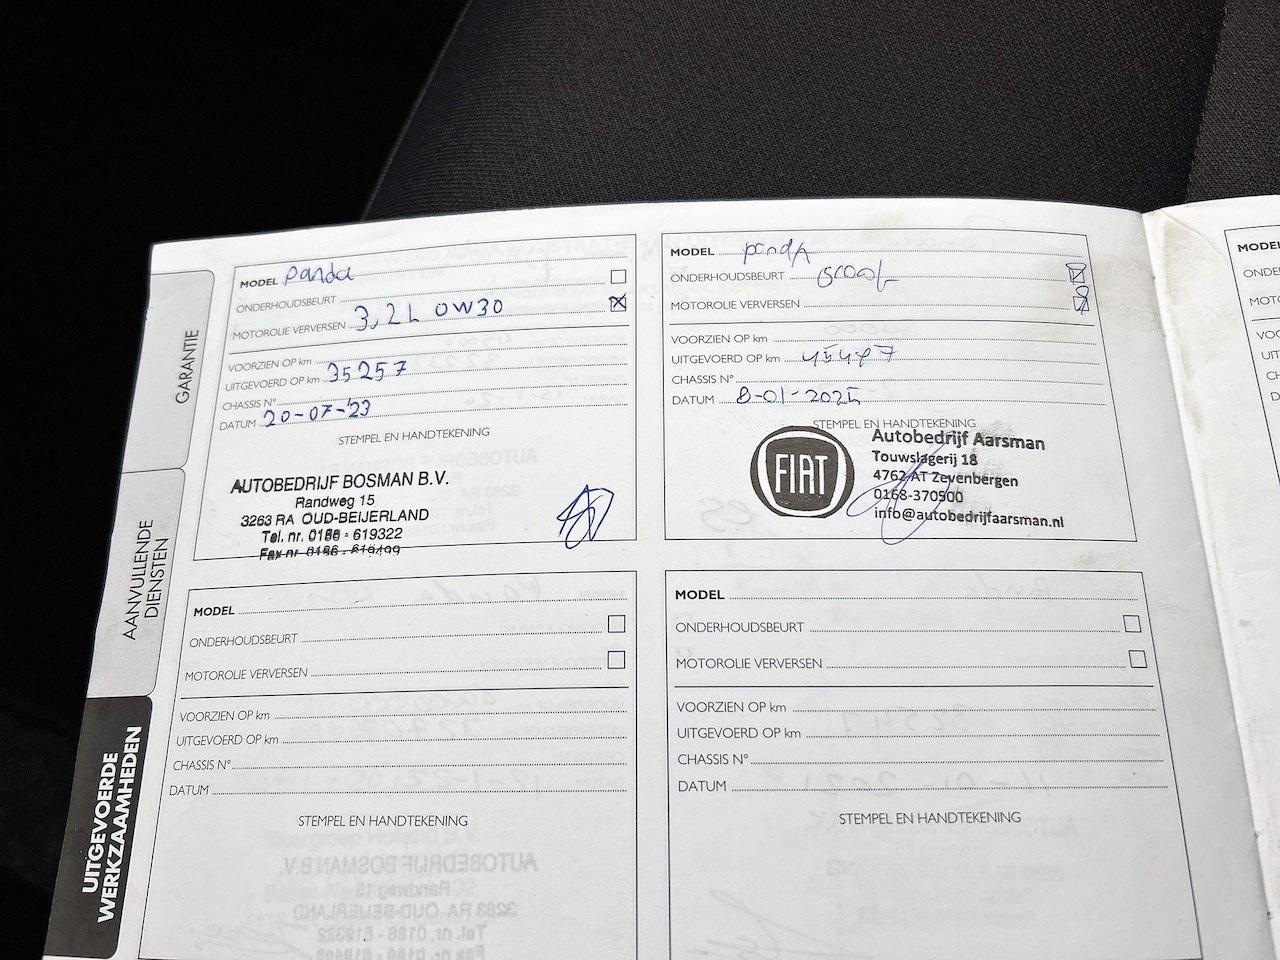 GARANTIE
AANVULLENDE
DIENSTEN
UITGEVOERDE
WERKZAAMHEDEN
MODEL Panda
ONDERHOUDSBEURT
MOTOROLIE VERVERSEN 3,2L 0W30
VOORZIEN OP km
UITGEVOERD OP km 35257
CHASSIS N°
DATUM 20-07-'23
STEMPEL EN HANDTEKENING
AUTOBEDRIJF BOSMAN B.V.
Randweg 15
3263 RA OUD-BEIJERLAND
Tel. nr. 0186 - 619322
Fax nr 0186 - 619499
MODEL pandA
ONDERHOUDSBEURT Groot
MOTOROLIE VERVERSEN
VOORZIEN OP km
UITGEVOERD OP km
CHASSIS N°
DATUM 8-01-2025
STEMPEL EN HANDTEKENING
FIAT
Autobedrijf Aarsman
Touwslagerij 18
4762 AT Zevenbergen
0168-370500
info@autobedrijfaarsman.nl
MODEL
ONDERHOUDSBEURT
MOTOROLIE VERVERSEN
VOORZIEN OP km
UITGEVOERD OP km
CHASSIS N°
DATUM
STEMPEL EN HANDTEKENING
MODEL
ONDERHOUDSBEURT
MOTOROLIE VERVERSEN
VOORZIEN OP km
UITGEVOERD OP km
CHASSIS N°
DATUM
STEMPEL EN HANDTEKENING